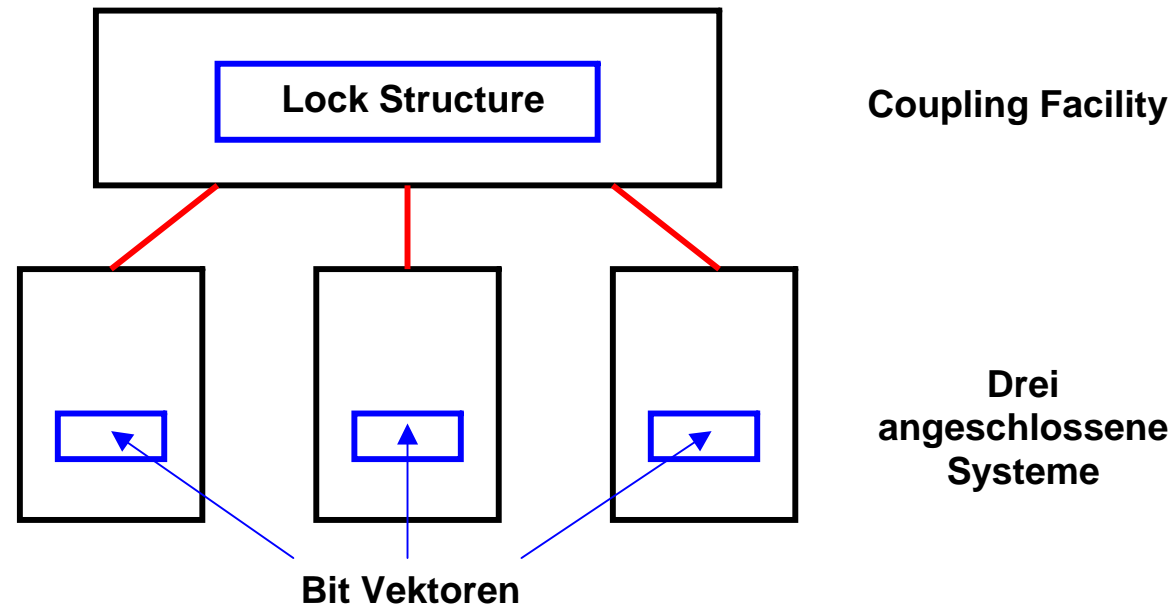 Lock Structure
Coupling Facility
Drei
angeschlossene
Systeme
Bit Vektoren